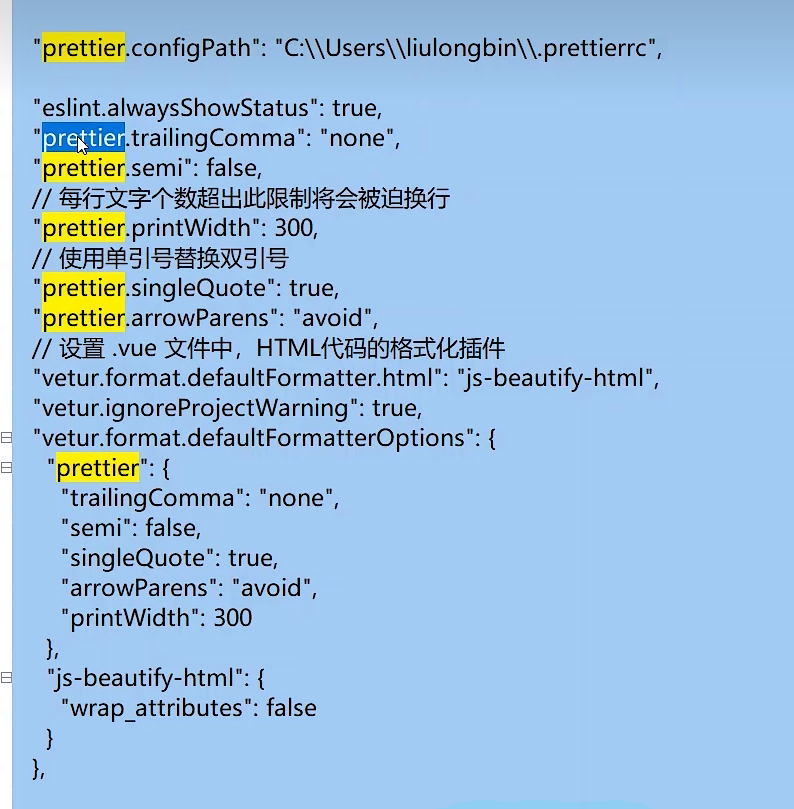 "prettier.configPath": "C:\\Users\\liulongbin\\.prettierrc",
"eslint.alwaysShowStatus": true,
"prettier.trailingComma": "none",
"prettier.semi": false,
// 每行文字个数超出此限制将会被迫换行
"prettier.printWidth": 300,
// 使用单引号替换双引号
"prettier.singleQuote": true,
"prettier.arrowParens": "avoid",
// 设置 .vue 文件中，HTML代码的格式化插件
"vetur.format.defaultFormatter.html": "js-beautify-html",
"vetur.ignoreProjectWarning": true,
"vetur.format.defaultFormatterOptions": {
"prettier": {
"trailingComma": "none",
"semi": false,
"singleQuote": true,
"arrowParens": "avoid",
"printWidth": 300
},
"js-beautify-html": {
"wrap_attributes": false
}
},